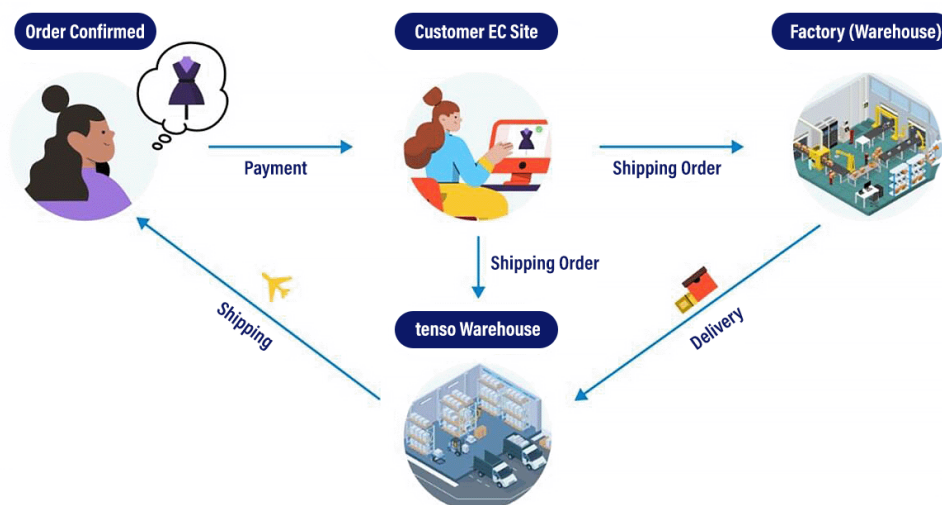 Order Confirmed
Customer EC Site
Factory (Warehouse)
Payment
Shipping Order
Shipping Order
Shipping
Delivery
tenso Warehouse